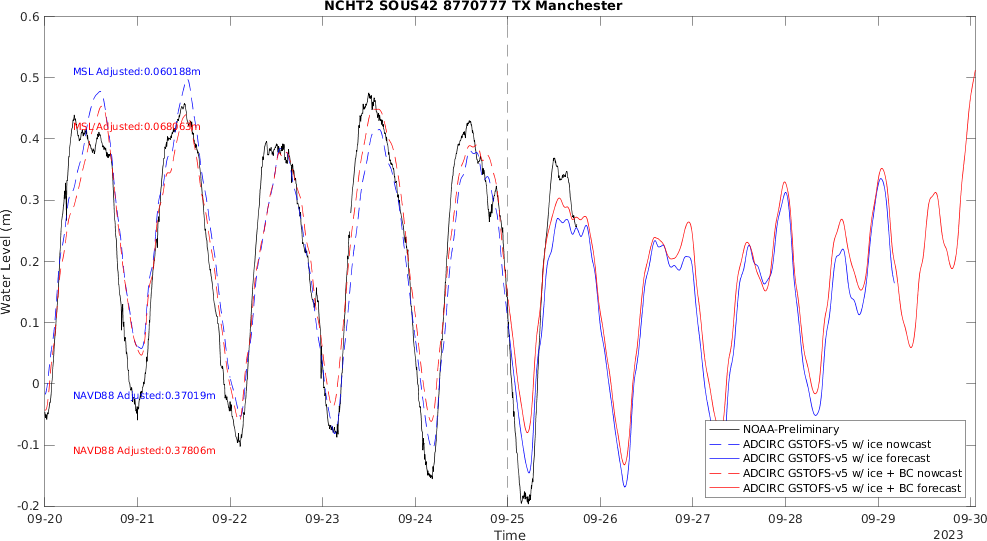 NCHT2 SOUS42 8770777 TX Manchester
0.6
0.5
0.4
0.3
0.2
0.1
0
-0.1
-0.2
Water Level (m)
MSL Adjusted:0.060188m
MSL Adjusted:0.068063m
NAVD88 Adjusted:0.37019m
NAVD88 Adjusted:0.37806m
NOAA-Preliminary
ADCIRC GSTOFS-v5 w/ ice nowcast
ADCIRC GSTOFS-v5 w/ ice forecast
ADCIRC GSTOFS-v5 w/ ice + BC nowcast
ADCIRC GSTOFS-v5 w/ ice + BC forecast
09-20 09-21 09-22 09-23 09-24 09-25 09-26 09-27 09-28 09-29 09-30
Time
2023